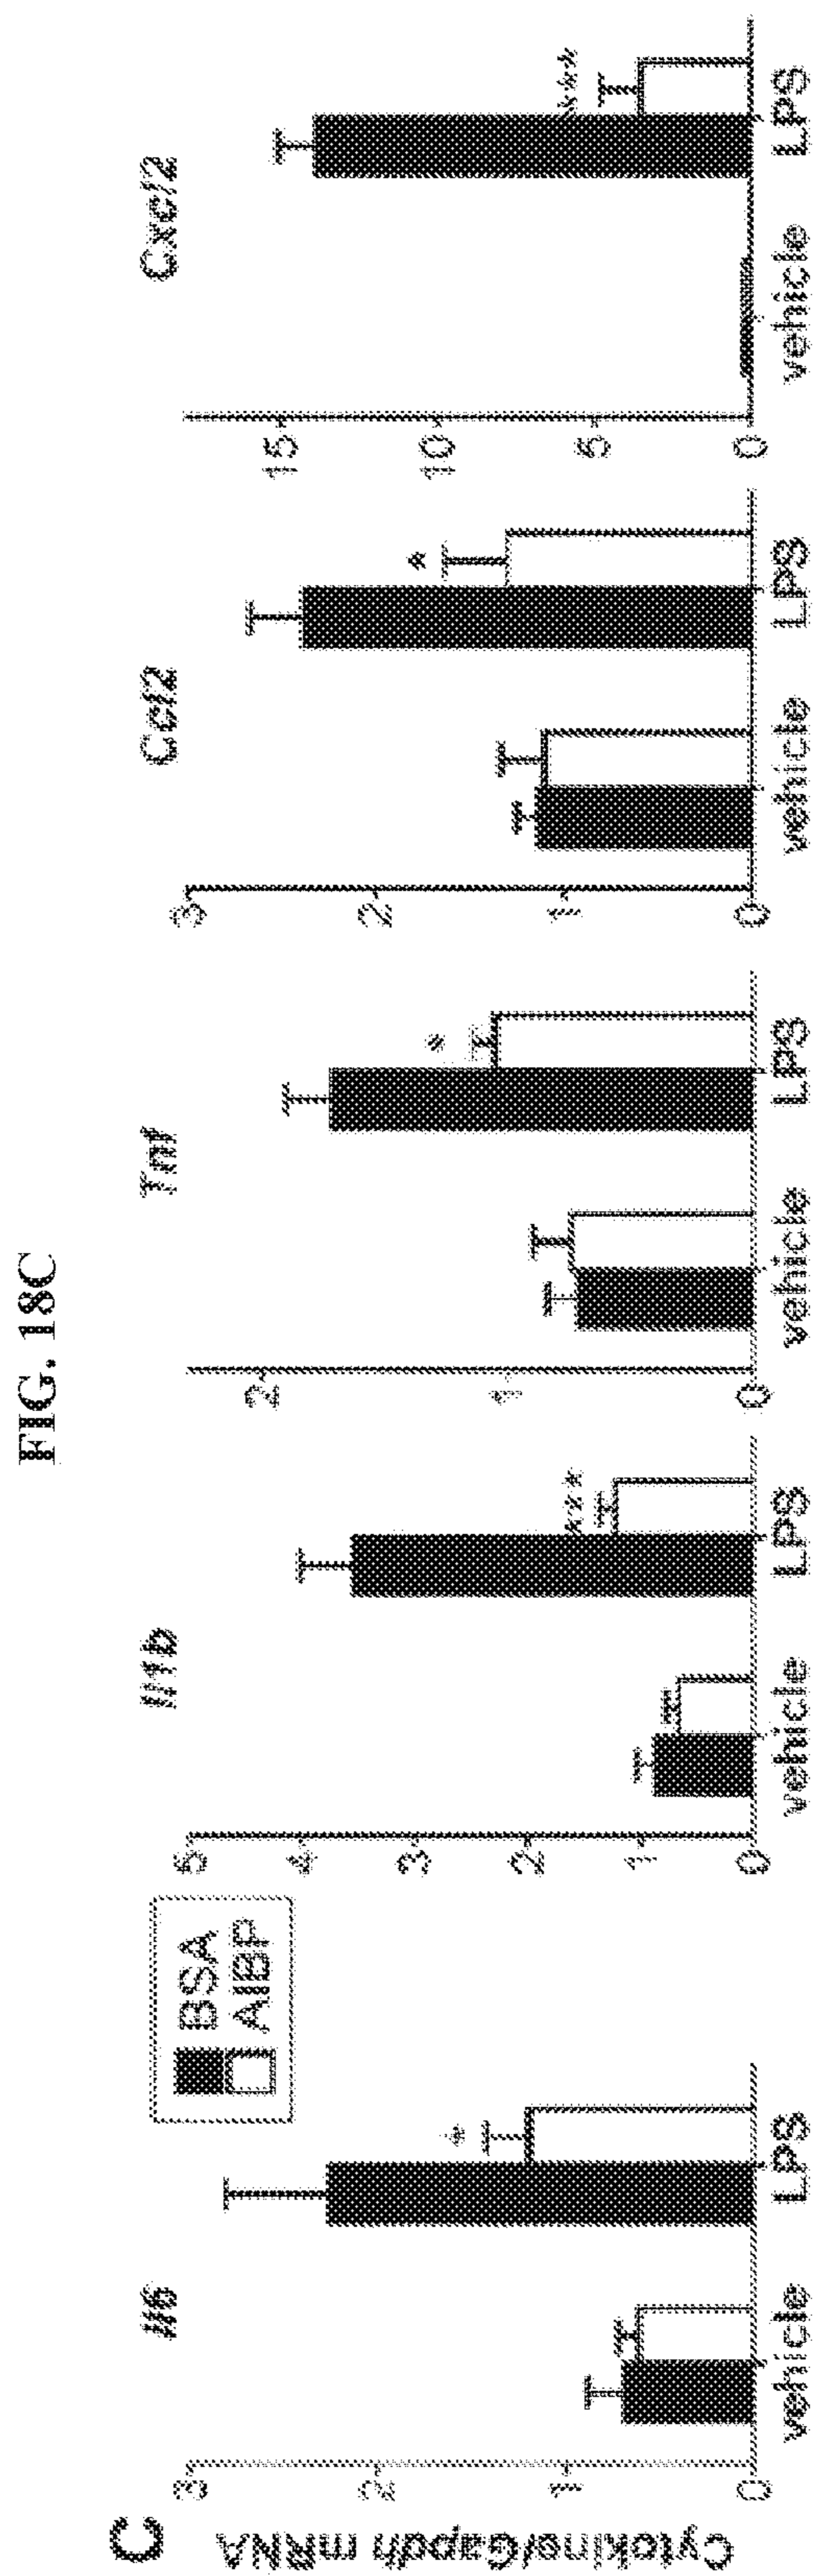 FIG. 18C
C
Cytokine/Gapdh mRNA
BSA
AIBP
Il6
3
2
1
0
*
vehicle LPS
Il1b
5
4
3
2
1
0
***
vehicle LPS
Tnf
2
1
0
*
vehicle LPS
Ccl2
3
2
1
0
*
vehicle LPS
Cxcl2
15
10
5
0
***
vehicle LPS